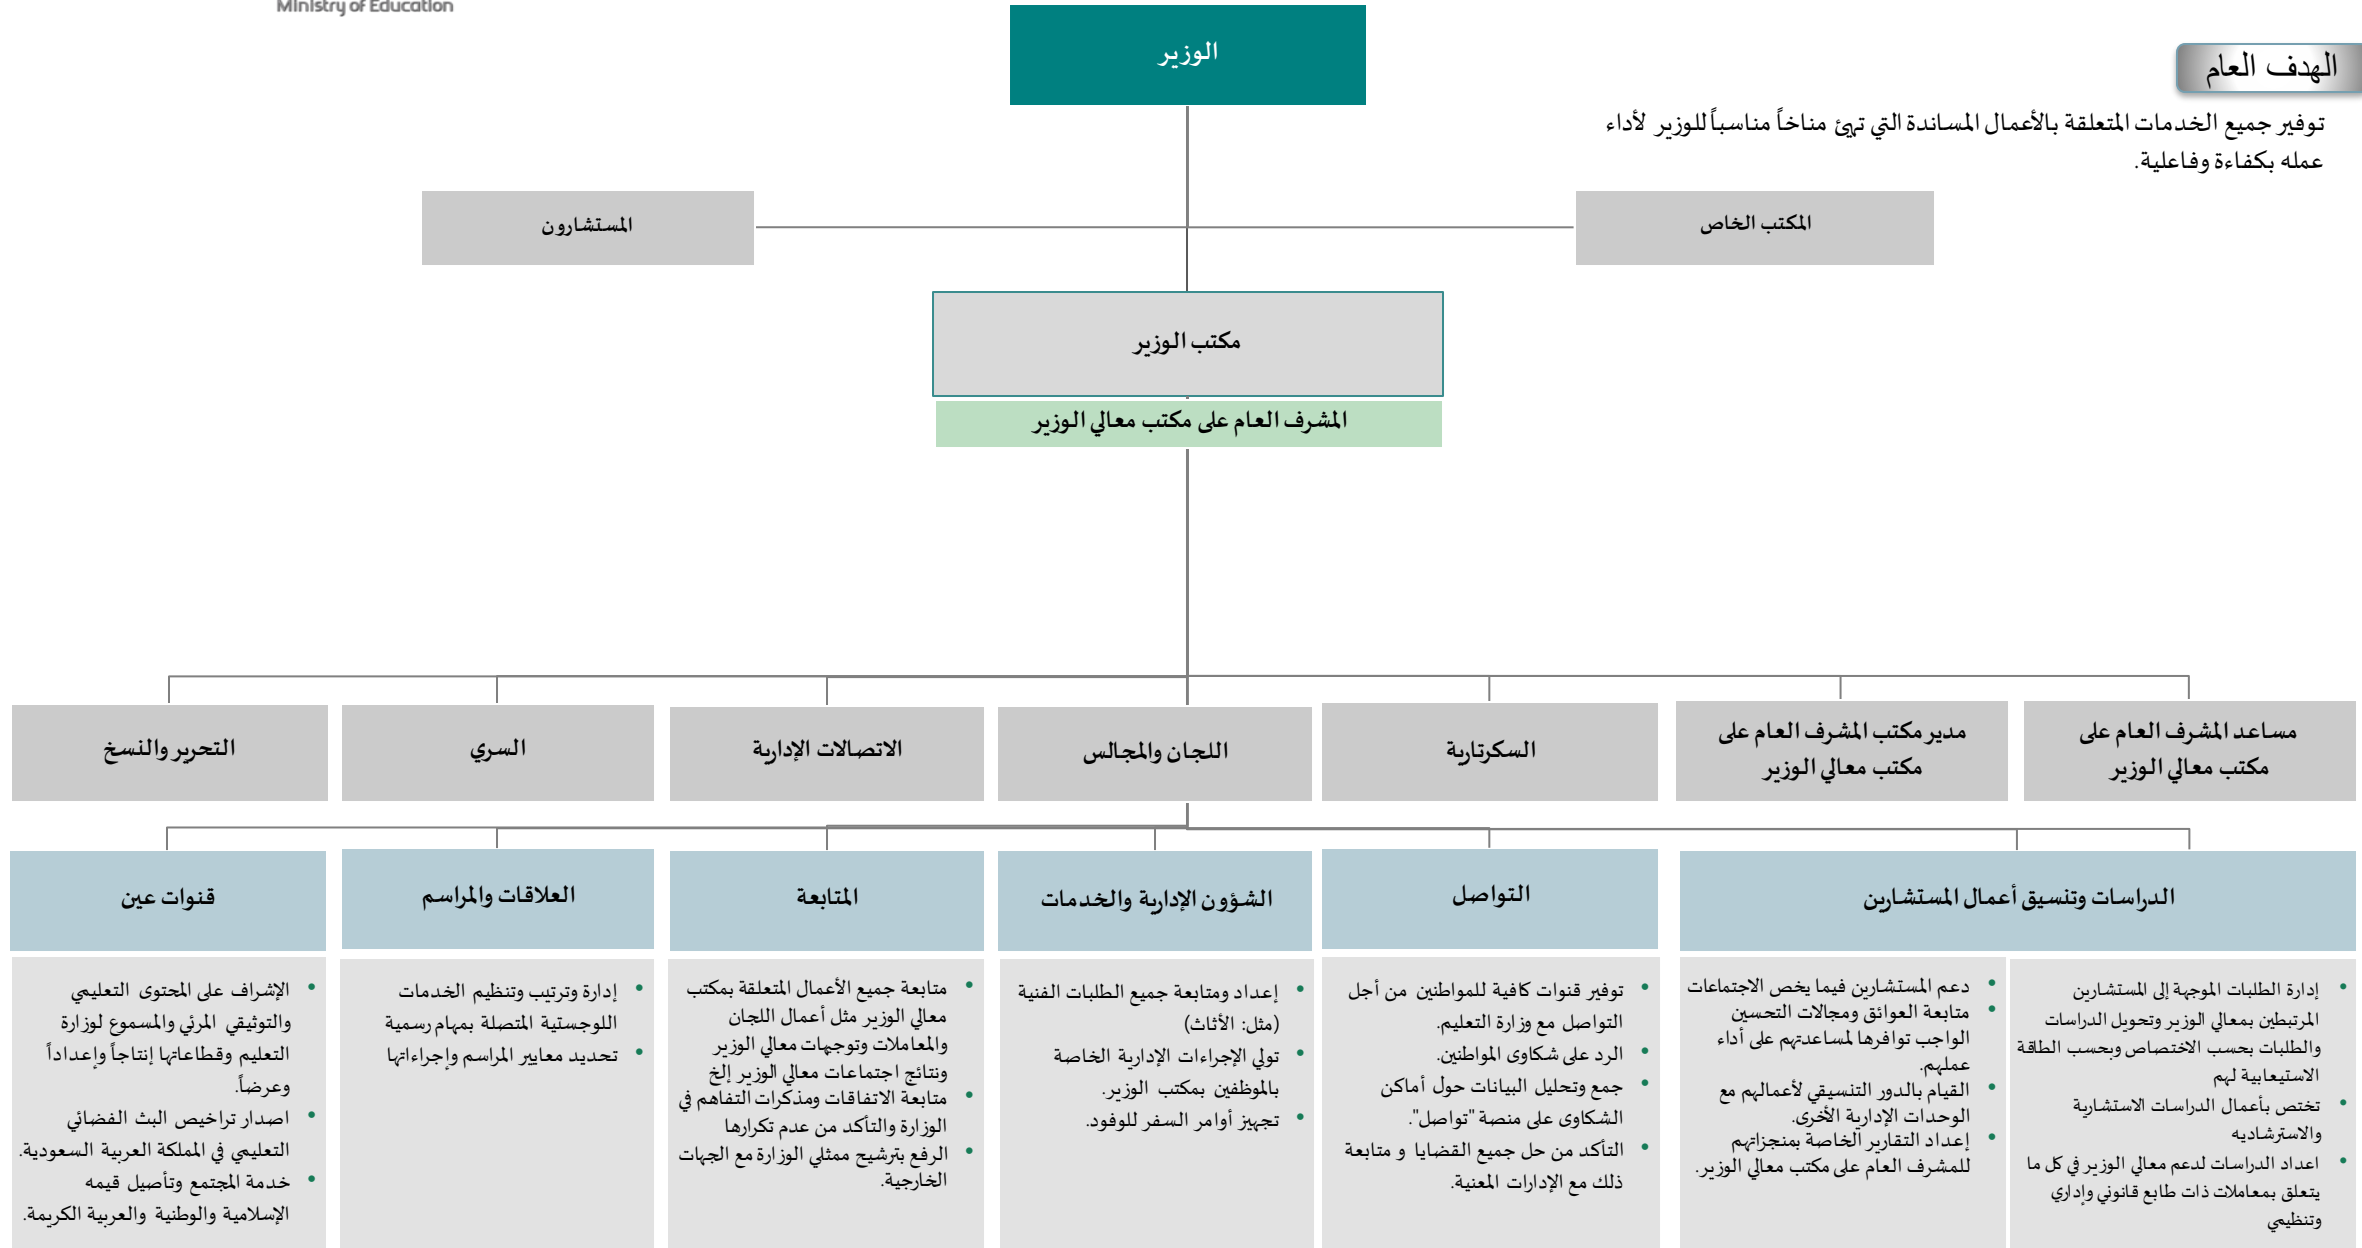 Ministry of Education
الوزير
الهدف العام
توفير جميع الخدمات المتعلقة بالأعمال المساندة التي تهئ مناخاً مناسباً للوزير لأداء
عمله بكفاءة وفاعلية.
المكتب الخاص
المستشارون
مكتب الوزير
المشرف العام على مكتب معالي الوزير
مساعد المشرف العام على
مكتب معالي الوزير
مدير مكتب المشرف العام على
مكتب معالي الوزير
السكرتارية
اللجان والمجالس
الاتصالات الإدارية
السري
التحرير والنسخ
الدراسات وتنسيق أعمال المستشارين
التواصل
الشؤون الإدارية والخدمات
المتابعة
العلاقات والمراسم
قنوات عين
• إدارة الطلبات الموجهة إلى المستشارين
المرتبطين بمعالي الوزير وتحويل الدراسات
والطلبات بحسب الاختصاص وبحسب الطاقة
الاستيعابية لهم
• تختص بأعمال الدراسات الاستشارية
والاسترشاديه
• اعداد الدراسات لدعم معالي الوزير في كل ما
يتعلق بمعاملات ذات طابع قانوني وإداري
وتنظيمي
• دعم المستشارين فيما يخص الاجتماعات
• متابعة العوائق ومجالات التحسين
الواجب توافرها لمساعدتهم على أداء
عملهم.
• القيام بالدور التنسيقي لأعمالهم مع
الوحدات الإدارية الأخرى.
• إعداد التقارير الخاصة بمنجزاتهم
للمشرف العام على مكتب معالي الوزير.
• توفير قنوات كافية للمواطنين من أجل
التواصل مع وزارة التعليم.
• الرد على شكاوى المواطنين.
• جمع وتحليل البيانات حول أماكن
الشكاوى على منصة "تواصل".
• التأكد من حل جميع القضايا و متابعة
ذلك مع الإدارات المعنية.
• إعداد ومتابعة جميع الطلبات الفنية
(مثل: الأثاث)
• تولي الإجراءات الإدارية الخاصة
بالموظفين بمكتب الوزير.
• تجهيز أوامر السفر للوفود.
• متابعة جميع الأعمال المتعلقة بمكتب
معالي الوزير مثل أعمال اللجان
والمعاملات وتوجيهات معالي الوزير
ونتائج اجتماعات معالي الوزير إلخ
• متابعة الاتفاقات ومذكرات التفاهم في
الوزارة والتأكد من عدم تكرارها
• الرفع بترشيح ممثلي الوزارة مع الجهات
الخارجية.
• إدارة وترتيب وتنظيم الخدمات
اللوجستية المتصلة بمهام رسمية
• تحديد معايير المراسم وإجراءاتها
• الإشراف على المحتوى التعليمي
والتوثيقي المرئي والمسموع لوزارة
التعليم وقطاعاتها إنتاجاً وإعداداً
وعرضاً.
• اصدار تراخيص البث الفضائي
التعليمي في المملكة العربية السعودية.
• خدمة المجتمع وتأصيل قيمه
الإسلامية والوطنية والعربية الكريمة.